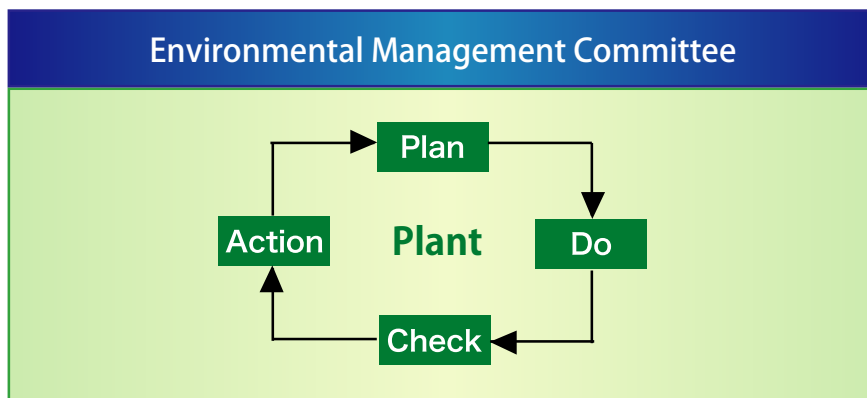 Environmental Management Committee
Plan
Action
Plant
Do
Check